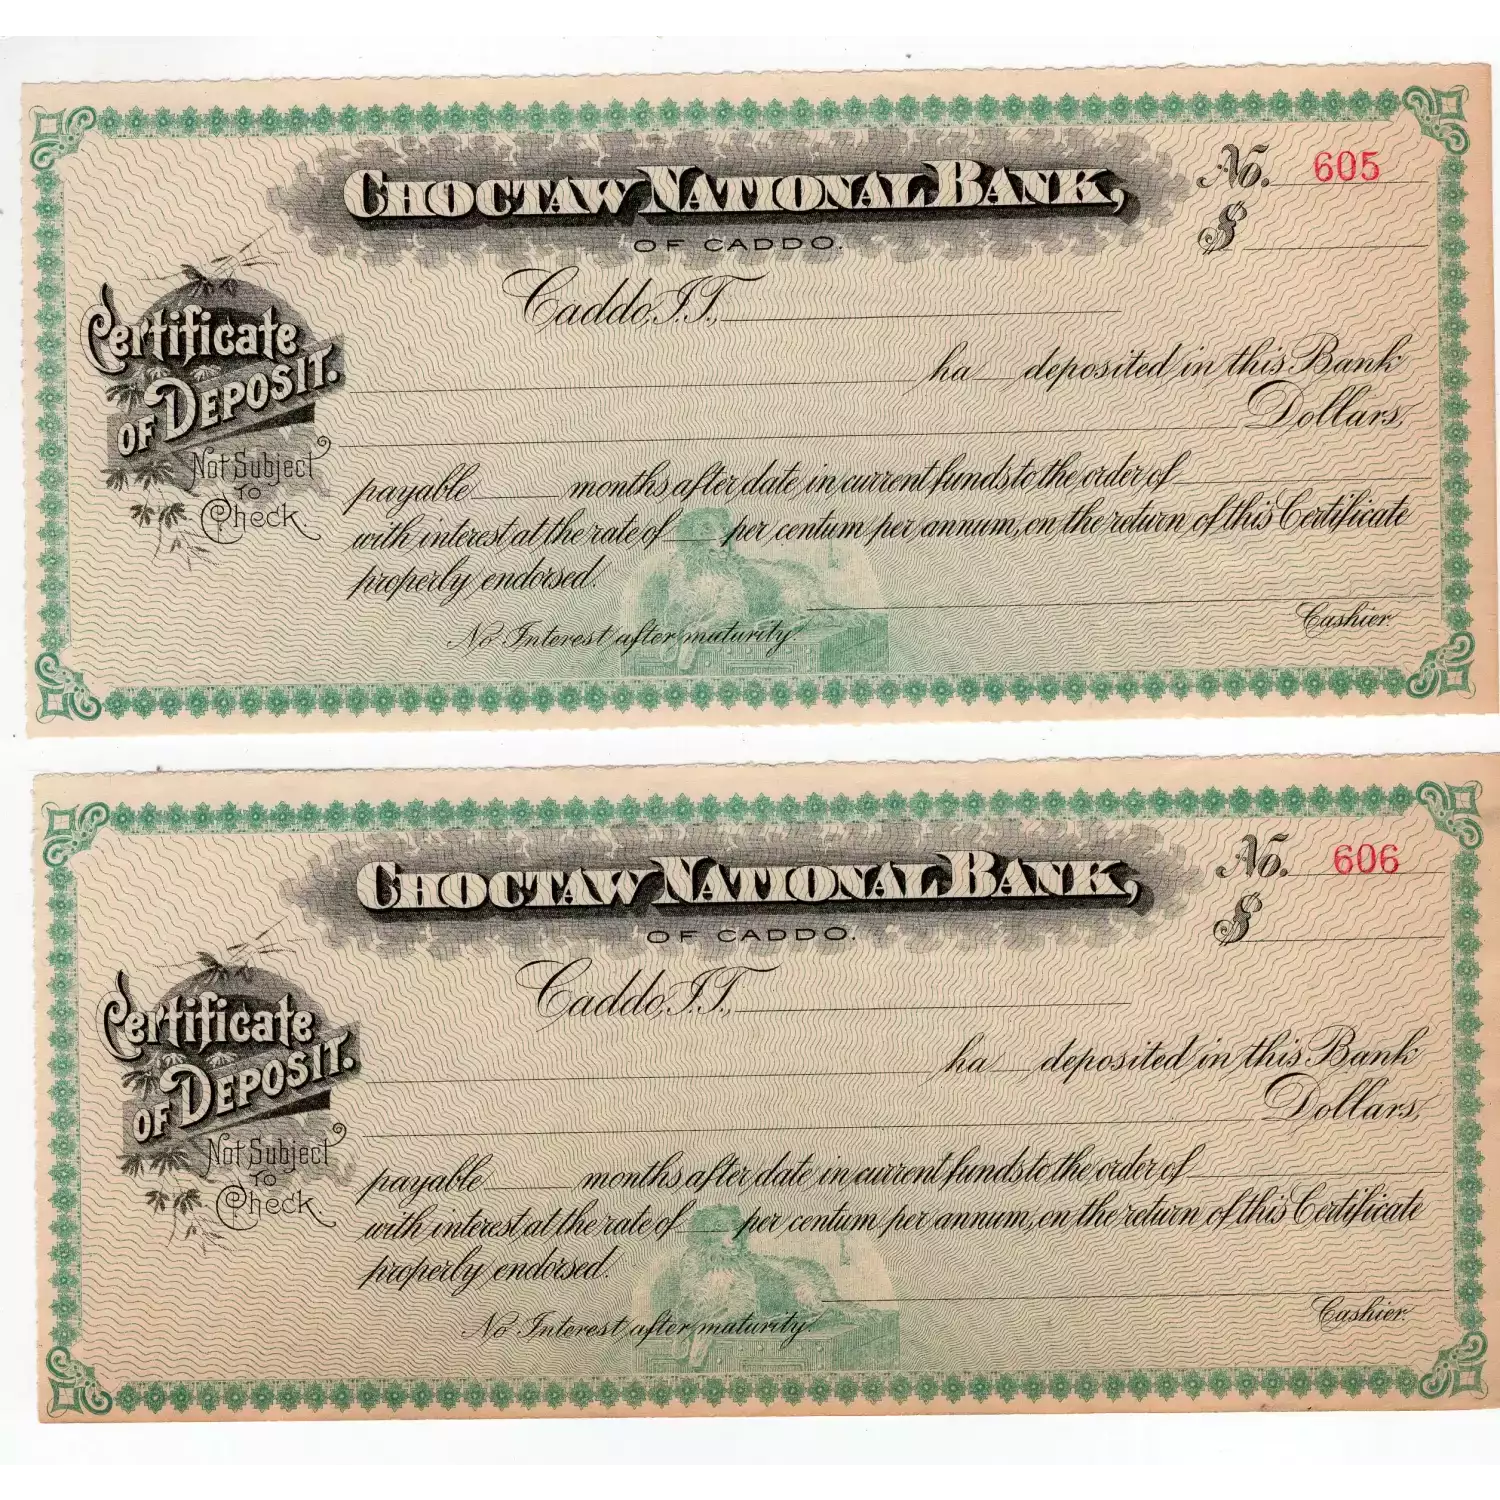 CHOCTAW NATIONAL BANK,
No. 605
OF CADDO.
$
Caddo, I.T.,
Certificate
OF DEPOSIT.
Not Subject
TO
Check.
ha deposited in this Bank
Dollars,
payable months after date in current funds to the order of
with interest at the rate of per centum per annum, on the return of this Certificate
properly endorsed.
Cashier.
No Interest after maturity.
CHOCTAW NATIONAL BANK,
No. 606
OF CADDO.
$
Caddo, I.T.,
Certificate
OF DEPOSIT.
Not Subject
TO
Check.
ha deposited in this Bank
Dollars,
payable months after date in current funds to the order of
with interest at the rate of per centum per annum, on the return of this Certificate
properly endorsed.
Cashier.
No Interest after maturity.